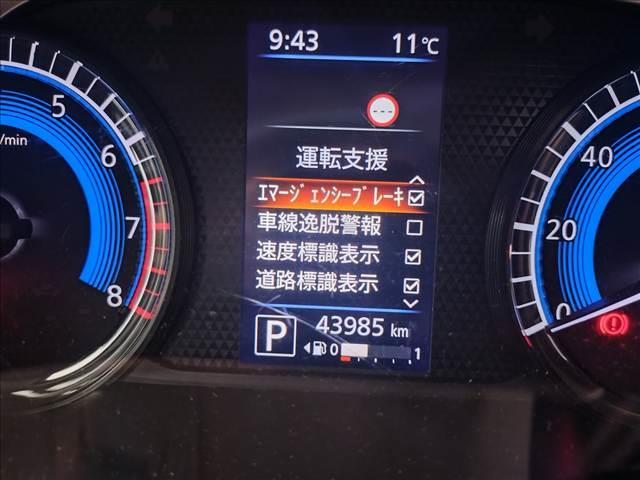 9:43 11℃
運転支援
ｴﾏｰｼﾞｪﾝｼｰﾌﾞﾚｰｷ
車線逸脱警報
速度標識表示
道路標識表示
P 43985 km
0 1
/min
5
6
7
8
40
20
0